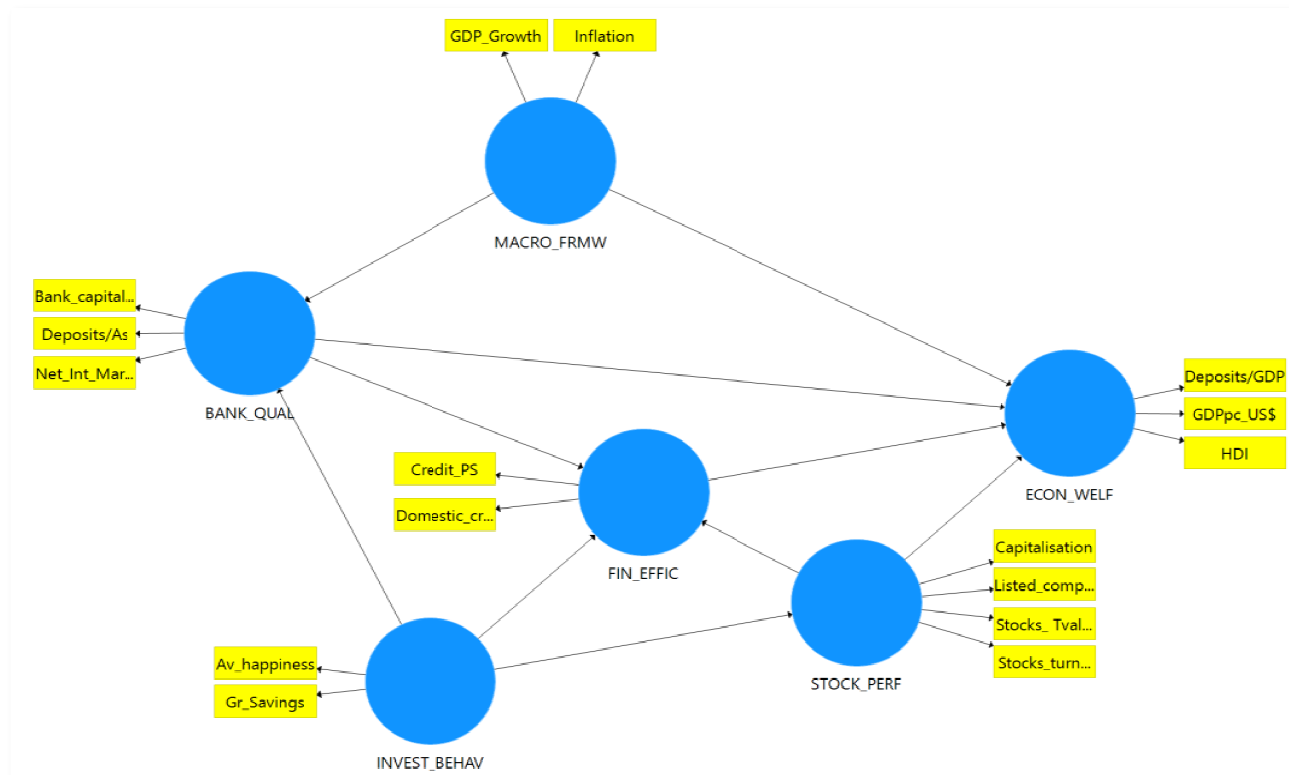 GDP_Growth
Inflation
MACRO_FRMW
Bank_capital...
Deposits/As
Net_Int_Mar...
BANK_QUAL
Deposits/GDP
GDPpc_US$
HDI
ECON_WELF
Credit_PS
Domestic_cr...
FIN_EFFIC
Capitalisation
Listed_comp...
Stocks_ Tval...
Stocks_turn...
STOCK_PERF
Av_happiness
Gr_Savings
INVEST_BEHAV